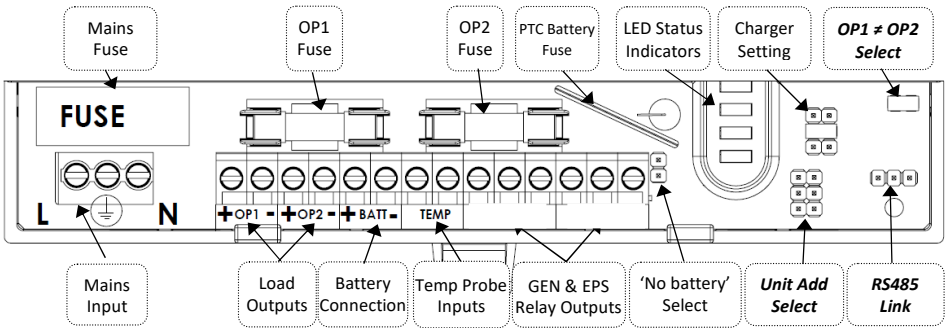 Mains
Fuse
OP1
Fuse
OP2
Fuse
PTC Battery
Fuse
LED Status
Indicators
Charger
Setting
OP1 ≠ OP2
Select
FUSE
L N
+ OP1 - + OP2 - + BATT - TEMP
Mains
Input
Load
Outputs
Battery
Connection
Temp Probe
Inputs
GEN & EPS
Relay Outputs
'No battery'
Select
Unit Add
Select
RS485
Link